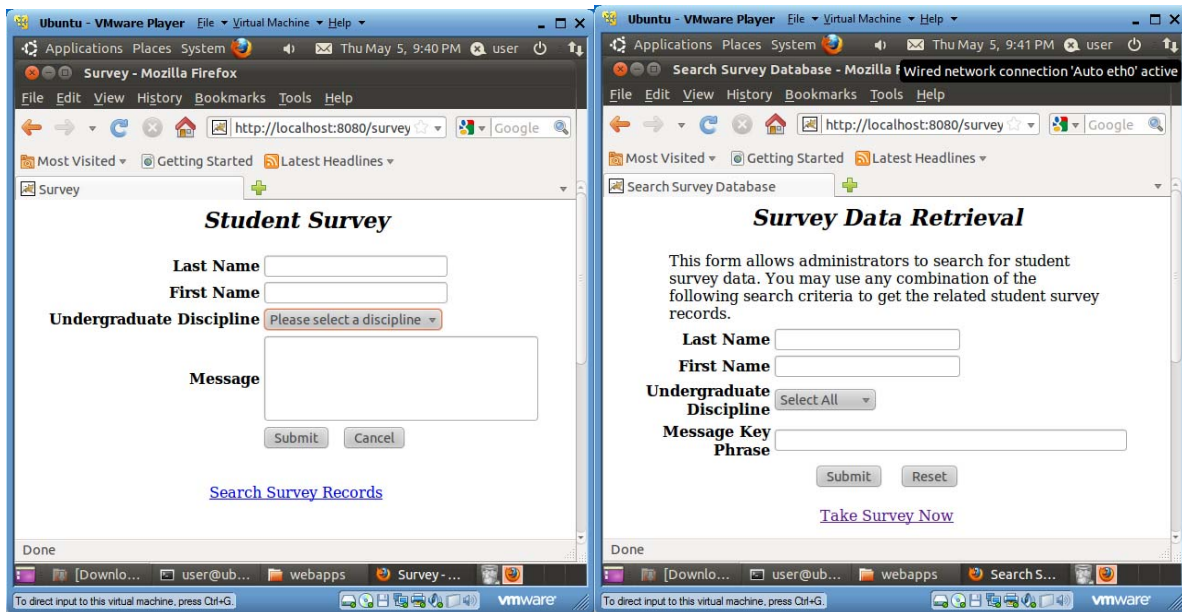 Ubuntu - VMware Player File Virtual Machine Help
Applications Places System Thu May 5, 9:40 PM user
Survey - Mozilla Firefox
File Edit View History Bookmarks Tools Help
http://localhost:8080/survey Google
Most Visited Getting Started Latest Headlines
Survey
Student Survey
Last Name
First Name
Undergraduate Discipline Please select a discipline
Message
Submit Cancel
Search Survey Records
Done
[Downlo... user@ub... webapps Survey-...
To direct input to this virtual machine, press Ctrl+G. vmware
Ubuntu - VMware Player File Virtual Machine Help
Applications Places System Thu May 5, 9:41 PM user
Search Survey Database - Mozilla F
Wired network connection 'Auto eth0' active
File Edit View History Bookmarks Tools Help
http://localhost:8080/survey Google
Most Visited Getting Started Latest Headlines
Search Survey Database
Survey Data Retrieval
This form allows administrators to search for student
survey data. You may use any combination of the
following search criteria to get the related student survey
records.
Last Name
First Name
Undergraduate
Discipline
Select All
Message Key
Phrase
Submit Reset
Take Survey Now
Done
[Downlo... user@ub... webapps Search S...
To direct input to this virtual machine, press Ctrl+G. vmware